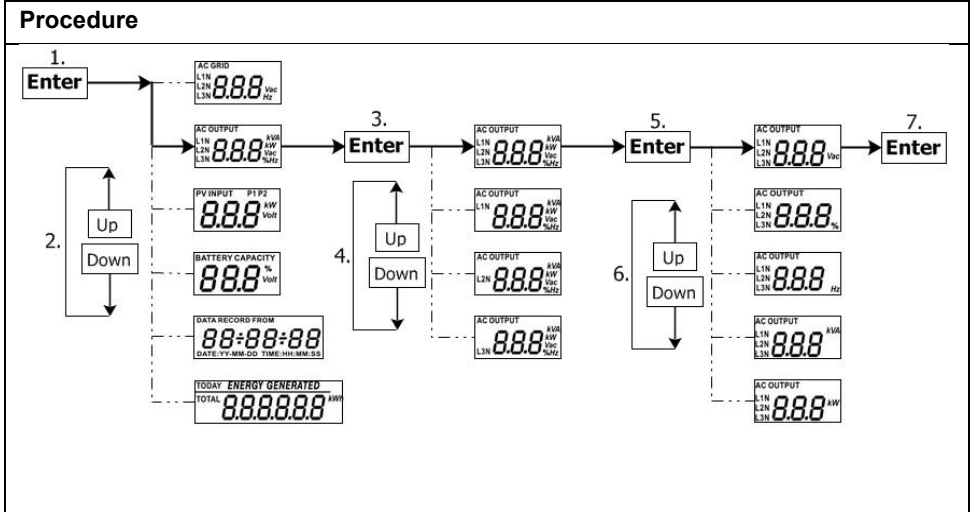 Procedure
1.
Enter
AC GRID
L1N
L2N
L3N
8.8.8
Vac
Hz
AC OUTPUT
L1N
L2N
L3N
8.8.8
kVA
kW
Vac
%Hz
PV INPUT P1 P2
8.8.8
kW
Volt
BATTERY CAPACITY
8.8.8
%
Volt
DATA RECORD FROM
88:88:88
DATE:YY-MM-DD TIME:HH:MM:SS
TODAY ENERGY GENERATED
TOTAL
8.8.8.8.8.8
kWh
2.
Up
Down
3.
Enter
AC OUTPUT
L1N
L2N
L3N
8.8.8
kVA
kW
Vac
%Hz
AC OUTPUT
L1N
8.8.8
kVA
kW
Vac
%Hz
AC OUTPUT
L2N
8.8.8
kVA
kW
Vac
%Hz
AC OUTPUT
L3N
8.8.8
kVA
kW
Vac
%Hz
4.
Up
Down
5.
Enter
AC OUTPUT
L1N
L2N
L3N
8.8.8
Vac
AC OUTPUT
L1N
L2N
L3N
8.8.8
%
AC OUTPUT
L1N
L2N
L3N
8.8.8
Hz
AC OUTPUT
L1N
L2N
L3N
8.8.8
kVA
AC OUTPUT
L1N
L2N
L3N
8.8.8
kW
6.
Up
Down
7.
Enter